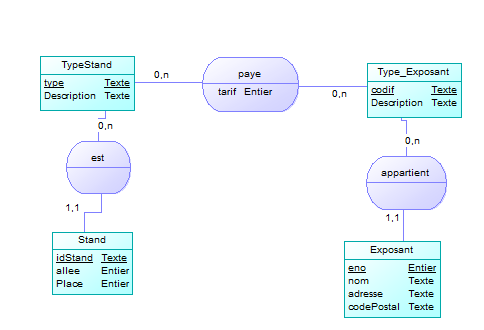 TypeStand
type Texte
Description Texte
0,n
paye
tarif Entier
0,n
Type_Exposant
codif Texte
Description Texte
0,n
est
1,1
0,n
appartient
1,1
Stand
idStand Texte
allee Entier
Place Entier
Exposant
eno Entier
nom Texte
adresse Texte
codePostal Texte